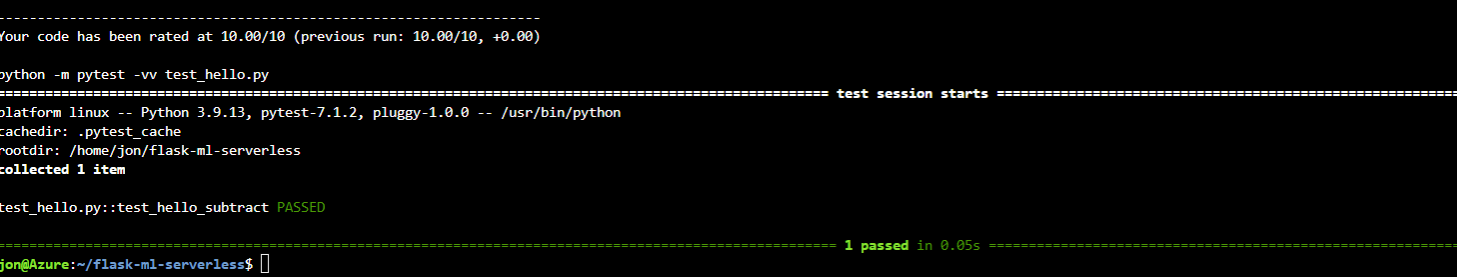 --------------------------------------------------------------------
Your code has been rated at 10.00/10 (previous run: 10.00/10, +0.00)
python -m pytest -vv test_hello.py
=============== test session starts ===============
platform linux -- Python 3.9.13, pytest-7.1.2, pluggy-1.0.0 -- /usr/bin/python
cachedir: .pytest_cache
rootdir: /home/jon/flask-ml-serverless
collected 1 item
test_hello.py::test_hello_subtract PASSED
=============== 1 passed in 0.05s ===============
jon@Azure:~/flask-ml-serverless$